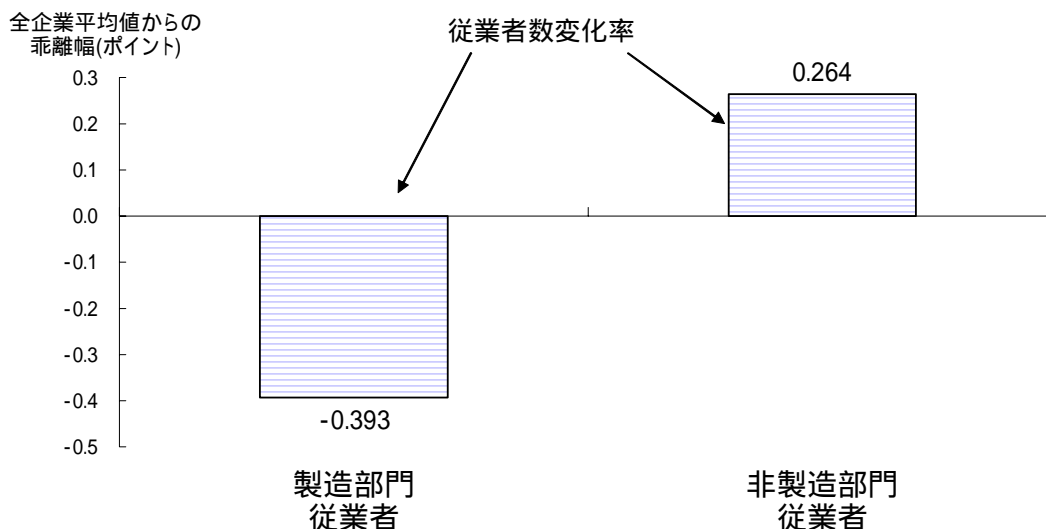 全企業平均値からの
乖離幅(ポイント)
従業者数変化率
0.264
0.3
0.2
0.1
0.0
-0.1
-0.2
-0.3
-0.4
-0.5
-0.393
製造部門
従業者
非製造部門
従業者